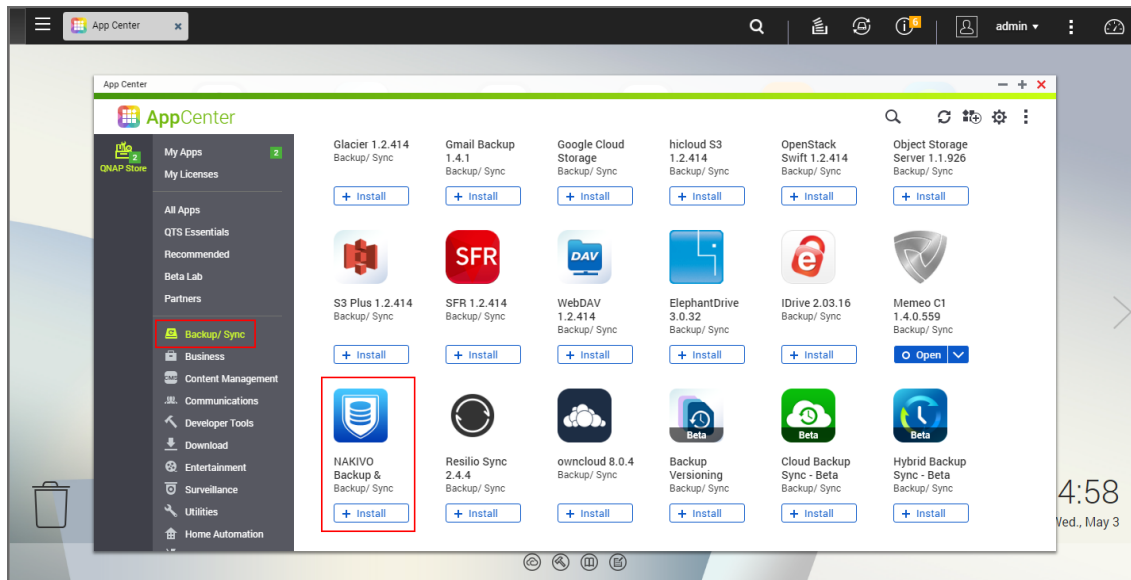 App Center
6
admin
App Center
AppCenter
2
QNAP Store
My Apps
2
My Licenses
All Apps
QTS Essentials
Recommended
Beta Lab
Partners
Backup/ Sync
Business
CMS
Content Management
Communications
Developer Tools
Download
Entertainment
Surveillance
Utilities
Home Automation
Glacier 1.2.414
Backup/ Sync
+ Install
Gmail Backup
1.4.1
Backup/ Sync
+ Install
Google Cloud
Storage
Backup/ Sync
+ Install
hicloud S3
1.2.414
Backup/ Sync
+ Install
OpenStack
Swift 1.2.414
Backup/ Sync
+ Install
Object Storage
Server 1.1.926
Backup/ Sync
+ Install
S3 Plus 1.2.414
Backup/ Sync
+ Install
SFR
SFR 1.2.414
Backup/ Sync
+ Install
DAV
WebDAV
1.2.414
Backup/ Sync
+ Install
ElephantDrive
3.0.32
Backup/ Sync
+ Install
e
IDrive 2.03.16
Backup/ Sync
+ Install
Memeo C1
1.4.0.559
Backup/ Sync
Open
NAKIVO
Backup &
Backup/ Sync
+ Install
Resilio Sync
2.4.4
Backup/ Sync
+ Install
owncloud 8.0.4
Backup/ Sync
+ Install
Beta
Backup
Versioning
Backup/ Sync
+ Install
Beta
Cloud Backup
Sync - Beta
Backup/ Sync
+ Install
Beta
Hybrid Backup
Sync - Beta
Backup/ Sync
+ Install
4:58
Wed., May 3